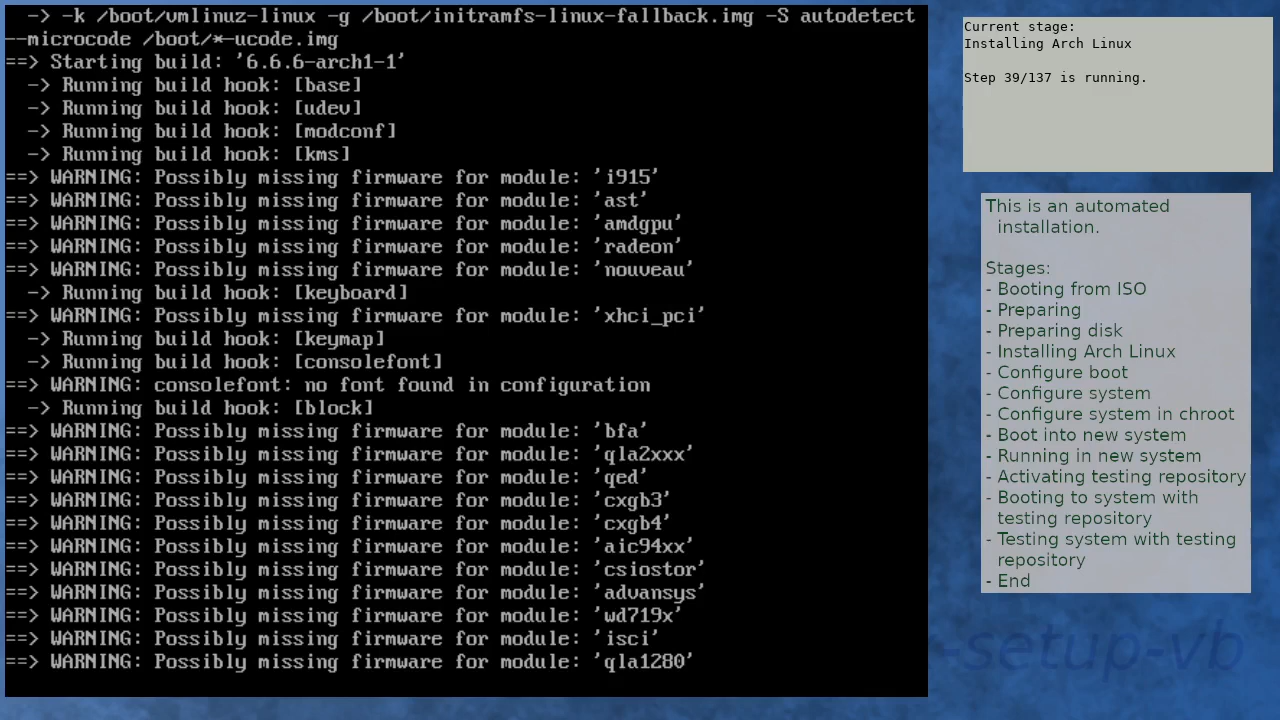 -> -k /boot/vmlinuz-linux -g /boot/initramfs-linux-fallback.img -S autodetect
--microcode /boot/*-ucode.img
==> Starting build: '6.6.6-arch1-1'
-> Running build hook: [base]
-> Running build hook: [udev]
-> Running build hook: [modconf]
-> Running build hook: [kms]
==> WARNING: Possibly missing firmware for module: 'i915'
==> WARNING: Possibly missing firmware for module: 'ast'
==> WARNING: Possibly missing firmware for module: 'amdgpu'
==> WARNING: Possibly missing firmware for module: 'radeon'
==> WARNING: Possibly missing firmware for module: 'nouveau'
-> Running build hook: [keyboard]
==> WARNING: Possibly missing firmware for module: 'xhci_pci'
-> Running build hook: [keymap]
-> Running build hook: [consolefont]
==> WARNING: consolefont: no font found in configuration
-> Running build hook: [block]
==> WARNING: Possibly missing firmware for module: 'bfa'
==> WARNING: Possibly missing firmware for module: 'qla2xxx'
==> WARNING: Possibly missing firmware for module: 'qed'
==> WARNING: Possibly missing firmware for module: 'cxgb3'
==> WARNING: Possibly missing firmware for module: 'cxgb4'
==> WARNING: Possibly missing firmware for module: 'aic94xx'
==> WARNING: Possibly missing firmware for module: 'csiostor'
==> WARNING: Possibly missing firmware for module: 'advansys'
==> WARNING: Possibly missing firmware for module: 'wd719x'
==> WARNING: Possibly missing firmware for module: 'isci'
==> WARNING: Possibly missing firmware for module: 'qla1280'
Current stage:
Installing Arch Linux
Step 39/137 is running.
This is an automated
installation.
Stages:
- Booting from ISO
- Preparing
- Preparing disk
- Installing Arch Linux
- Configure boot
- Configure system
- Configure system in chroot
- Boot into new system
- Running in new system
- Activating testing repository
- Booting to system with
testing repository
- Testing system with testing
repository
- End
-setup-vb